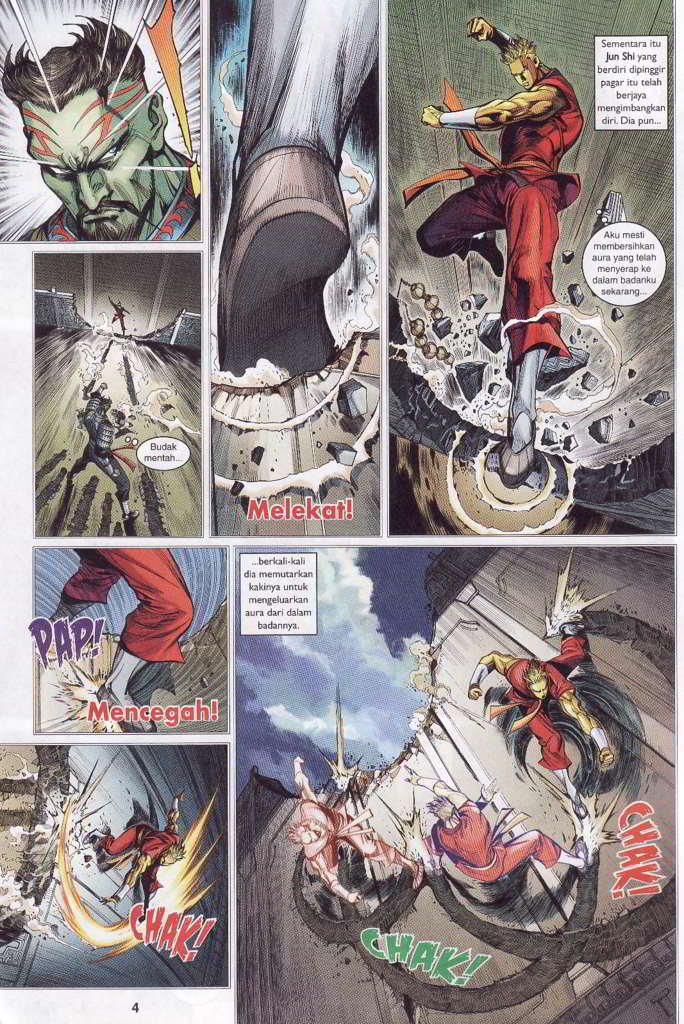 Sementara itu
Jun Shi yang
berdiri dipinggir
pagar itu telah
berjaya
mengimbangkan
diri. Dia pun...
Aku mesti
membersihkan
aura yang telah
menyerap ke
dalam badanku
sekarang...
Budak
mentah...
Melekat!
PAP!
Mencegah!
...berkali-kali
dia memutarkan
kakinya untuk
mengeluarkan
aura dari dalam
badannya.
CHAK!
CHAK!
CHAK!
4